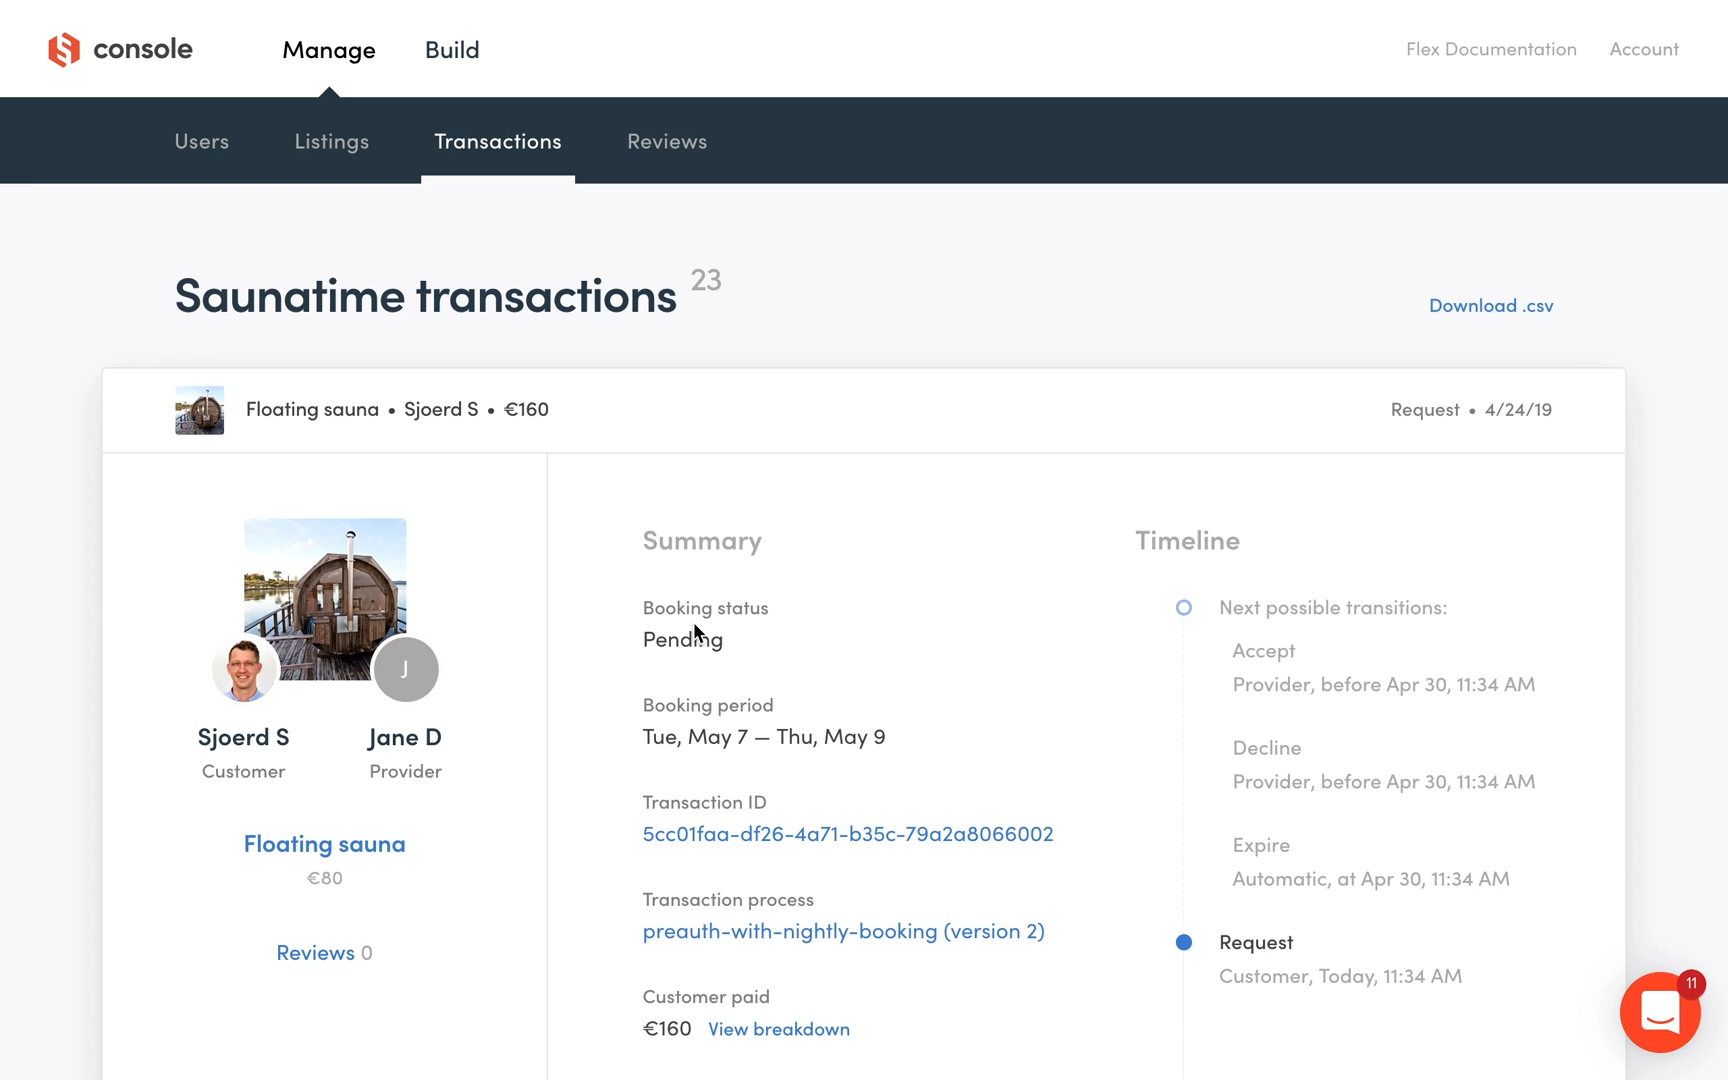 console
Manage
Build
Flex Documentation
Account
Users
Listings
Transactions
Reviews
Saunatime transactions 23
Download .csv
Floating sauna • Sjoerd S • €160
Request • 4/24/19
J
Sjoerd S
Customer
Jane D
Provider
Floating sauna
€80
Reviews 0
Summary
Booking status
Pending
Booking period
Tue, May 7 — Thu, May 9
Transaction ID
5cc01faa-df26-4a71-b35c-79a2a8066002
Transaction process
preauth-with-nightly-booking (version 2)
Customer paid
€160 View breakdown
Timeline
Next possible transitions:
Accept
Provider, before Apr 30, 11:34 AM
Decline
Provider, before Apr 30, 11:34 AM
Expire
Automatic, at Apr 30, 11:34 AM
Request
Customer, Today, 11:34 AM
11